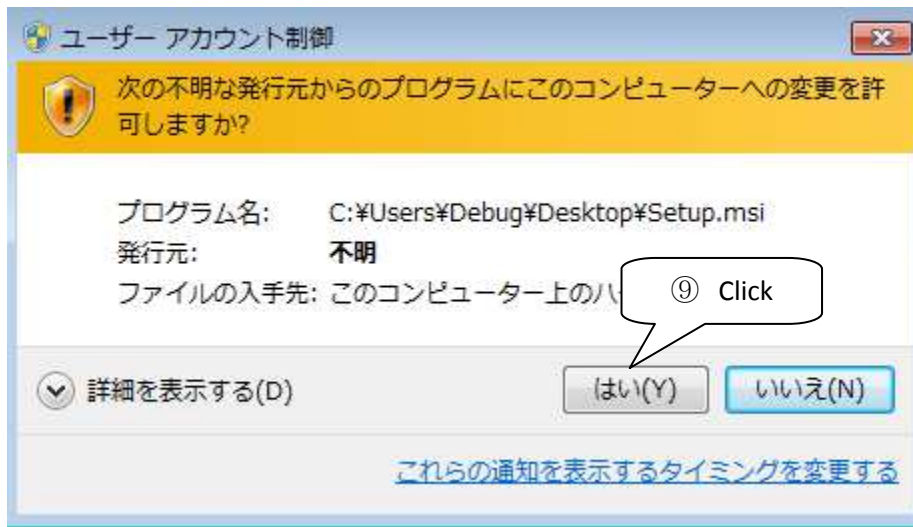 ユーザー アカウント制御
次の不明な発行元からのプログラムにこのコンピューターへの変更を許
可しますか?
プログラム名: C:¥Users¥Debug¥Desktop¥Setup.msi
発行元: 不明
ファイルの入手先: このコンピューター上のハ
⑨ Click
詳細を表示する(D) はい(Y) いいえ(N)
これらの通知を表示するタイミングを変更する